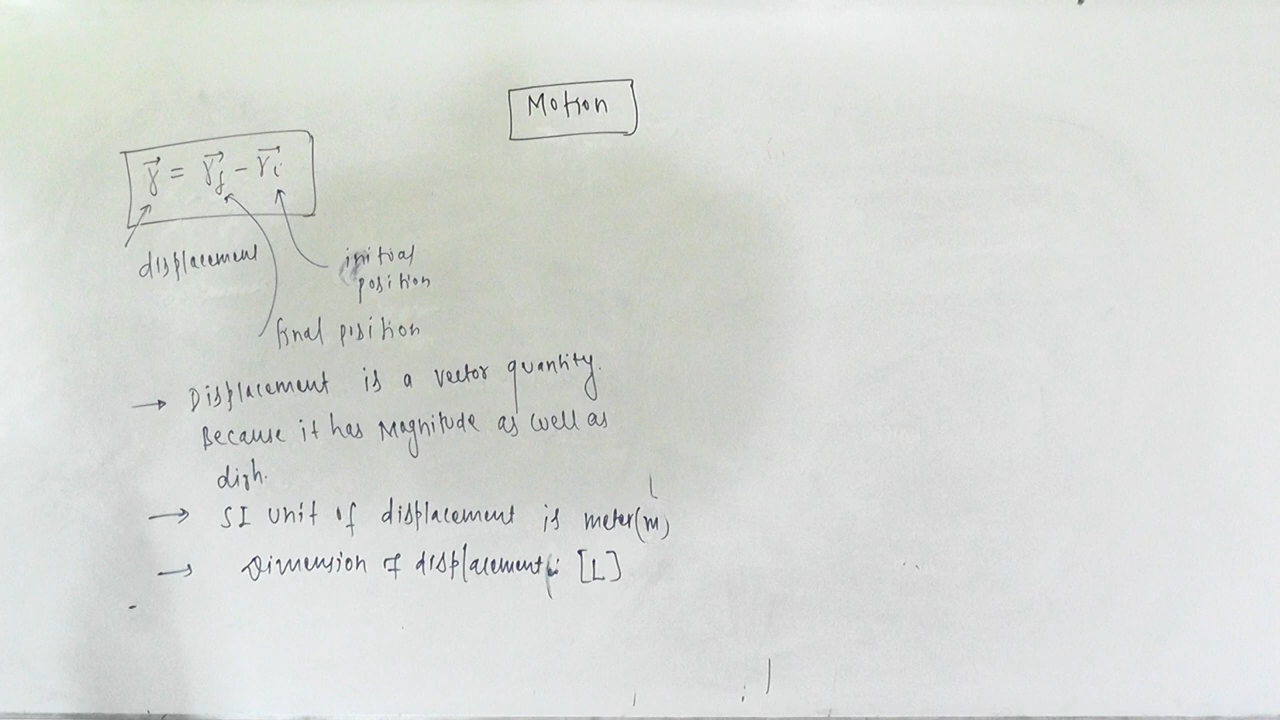 Motion
r⃗ = r⃗f - r⃗i
displacement
initial
position
final position
→ Displacement is a vector quantity.
Because it has Magnitude as well as
dirn.
→ SI unit of displacement is meter(m)
→ Dimension of displacement: [L]